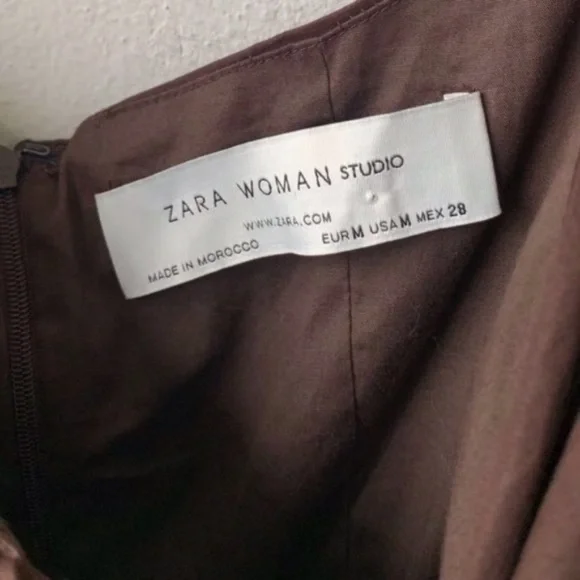 ZARA WOMAN STUDIO
WWW.ZARA.COM
MADE IN MOROCCO EUR M USA M MEX 28